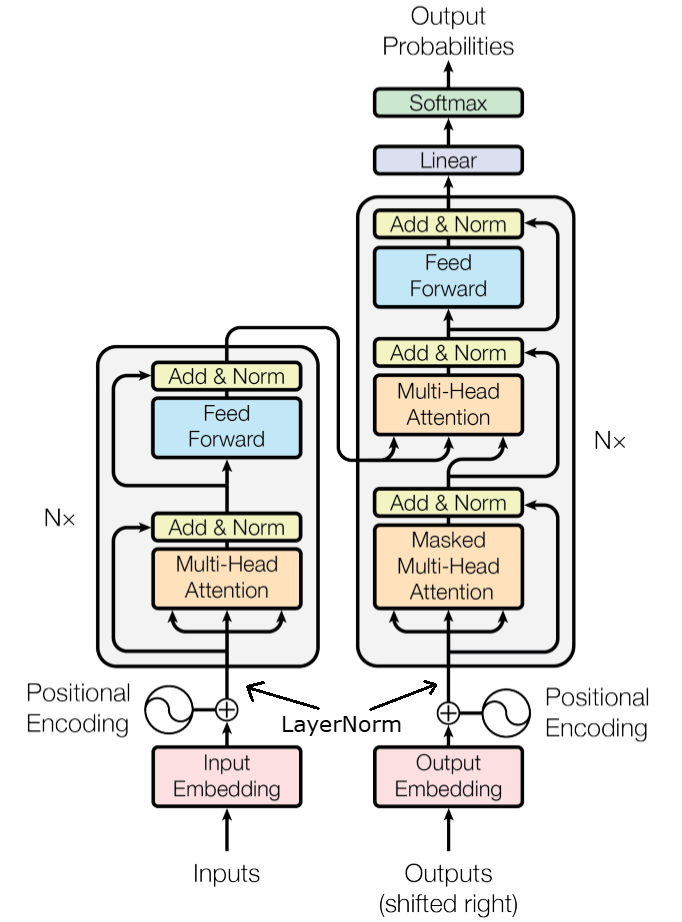 Output
Probabilities
Softmax
Linear
Add & Norm
Feed
Forward
Add & Norm
Multi-Head
Attention
Add & Norm
Masked
Multi-Head
Attention
Nx
Add & Norm
Feed
Forward
Add & Norm
Multi-Head
Attention
Nx
Positional
Encoding
LayerNorm
Positional
Encoding
Input
Embedding
Output
Embedding
Inputs
Outputs
(shifted right)